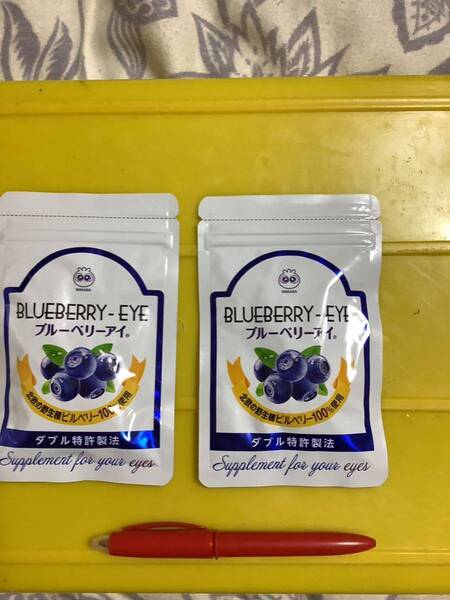 BLUEBERRY-EYE
ブルーベリーアイ®
北欧の野生種ビルベリー100%使用
ダブル特許製法
Supplement for your eyes
WAKASA
BLUEBERRY-EYE
ブルーベリーアイ®
北欧の野生種ビルベリー100%使用
ダブル特許製法
Supplement for your eyes